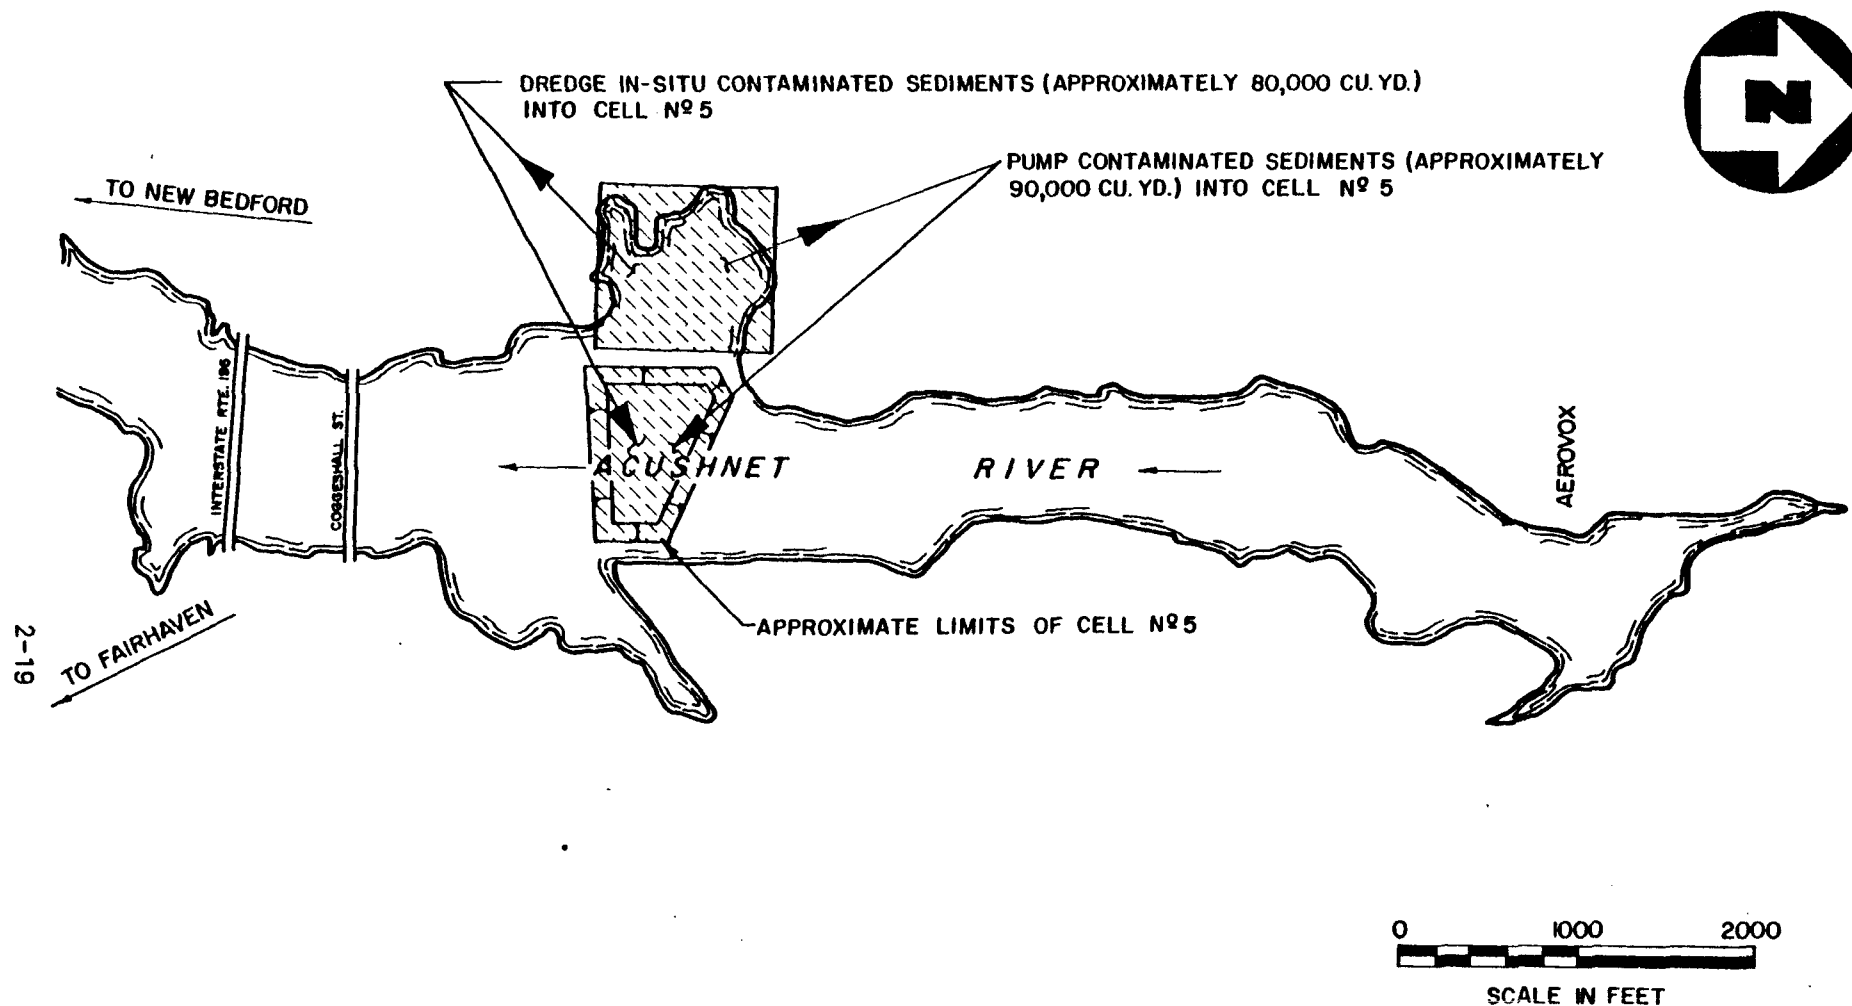 DREDGE IN-SITU CONTAMINATED SEDIMENTS (APPROXIMATELY 80,000 CU. YD.)
INTO CELL Nº 5
N
PUMP CONTAMINATED SEDIMENTS (APPROXIMATELY
90,000 CU. YD.) INTO CELL Nº 5
TO NEW BEDFORD
INTERSTATE RTE. 195
COGGESHALL ST.
ACUSHNET RIVER
AEROVOX
APPROXIMATE LIMITS OF CELL Nº 5
TO FAIRHAVEN
2-19
0 1000 2000
SCALE IN FEET